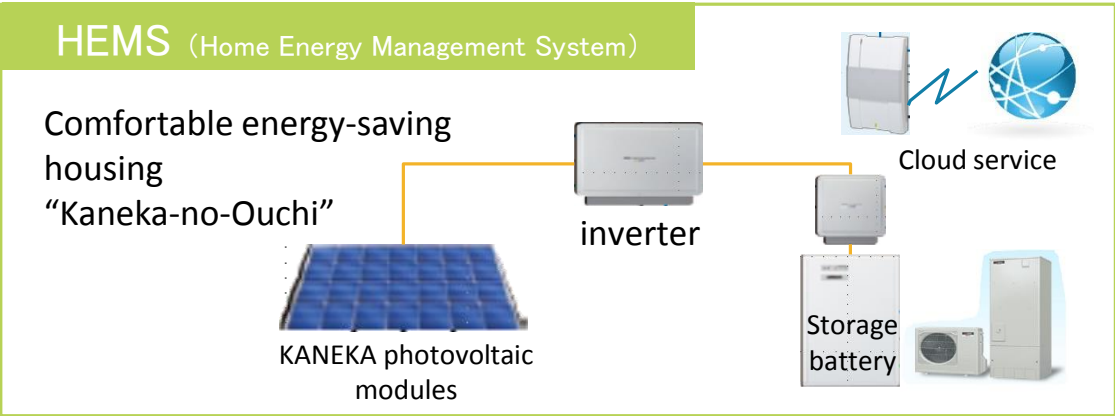 HEMS（Home Energy Management System）
Comfortable energy-saving
housing
“Kaneka-no-Ouchi”
inverter
Cloud service
KANEKA photovoltaic
modules
Storage
battery